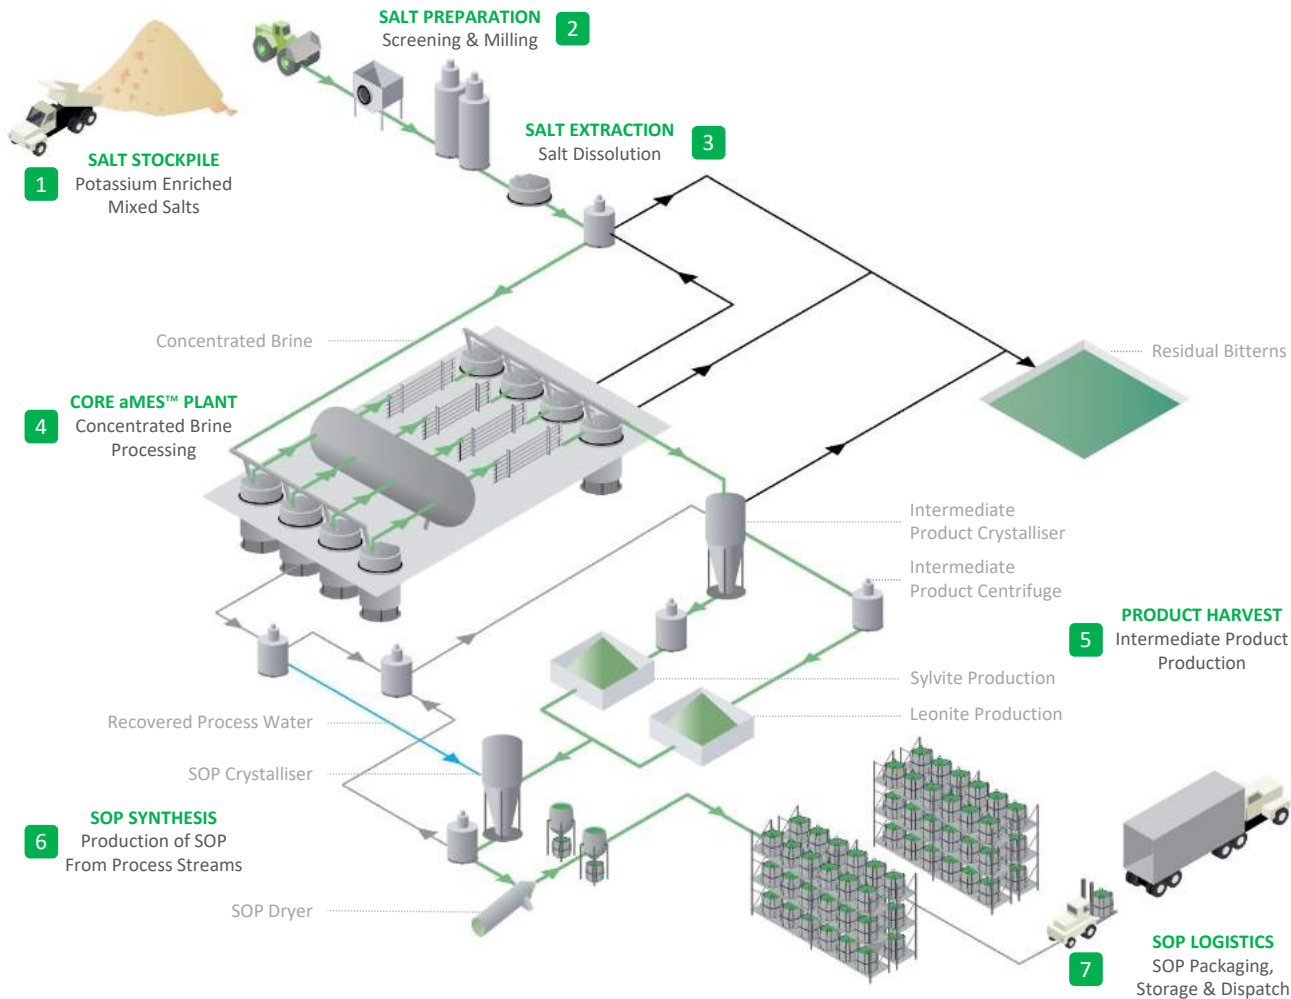 SALT PREPARATION
Screening & Milling
2
SALT EXTRACTION
Salt Dissolution
3
SALT STOCKPILE
1
Potassium Enriched
Mixed Salts
Concentrated Brine
Residual Bitterns
CORE aMES™ PLANT
4
Concentrated Brine
Processing
Intermediate
Product Crystalliser
Intermediate
Product Centrifuge
PRODUCT HARVEST
5
Intermediate Product
Production
Sylvite Production
Leonite Production
Recovered Process Water
SOP Crystalliser
SOP SYNTHESIS
6
Production of SOP
From Process Streams
SOP Dryer
SOP LOGISTICS
7
SOP Packaging,
Storage & Dispatch